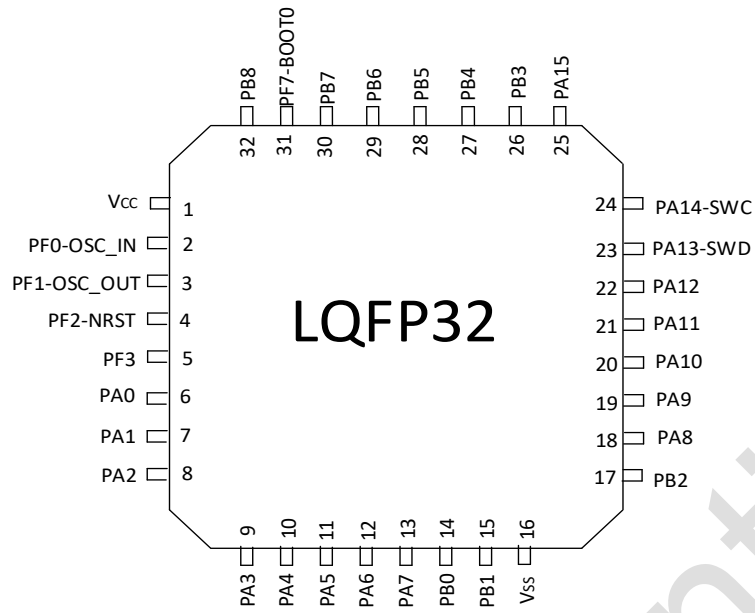 PB8
PF7-BOOT0
PB7
PB6
PB5
PB4
PB3
PA15
32
31
30
29
28
27
26
25
Vcc 1
PF0-OSC_IN 2
PF1-OSC_OUT 3
PF2-NRST 4
PF3 5
PA0 6
PA1 7
PA2 8
LQFP32
24 PA14-SWC
23 PA13-SWD
22 PA12
21 PA11
20 PA10
19 PA9
18 PA8
17 PB2
9
10
11
12
13
14
15
16
PA3
PA4
PA5
PA6
PA7
PB0
PB1
Vss